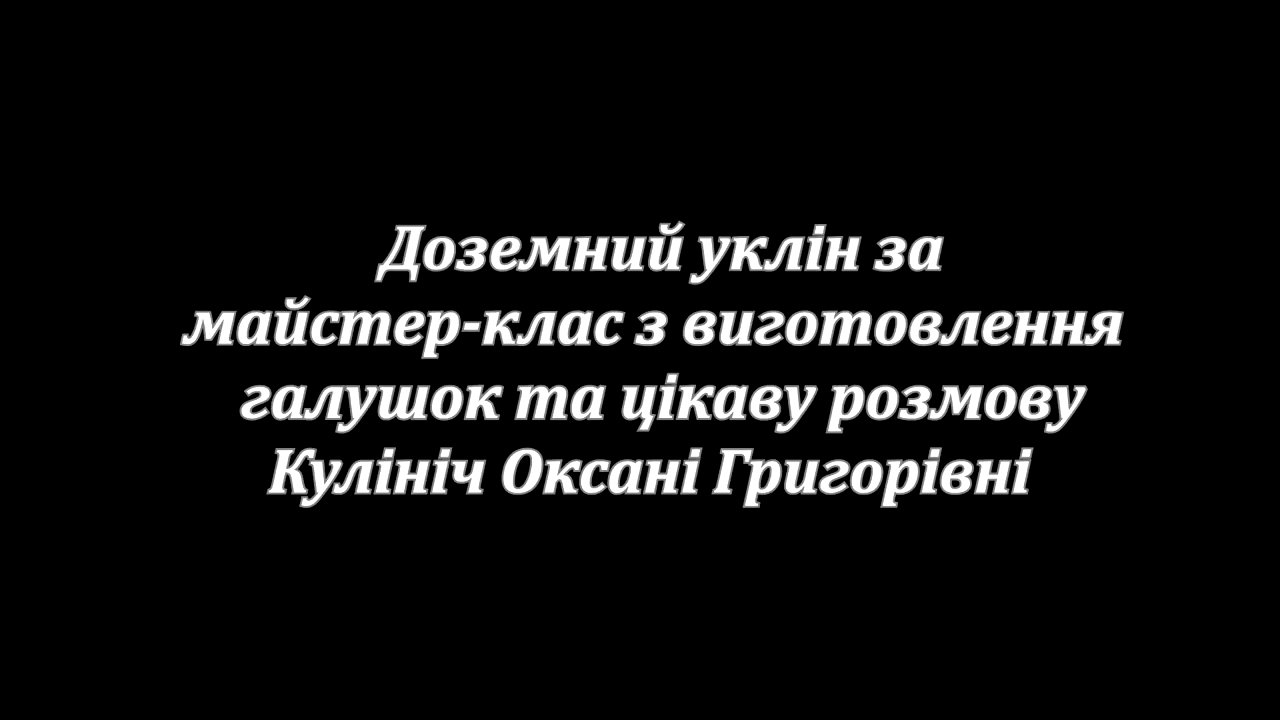 Доземний уклін за
майстер-клас з виготовлення
галушок та цікаву розмову
Кулініч Оксані Григорівні